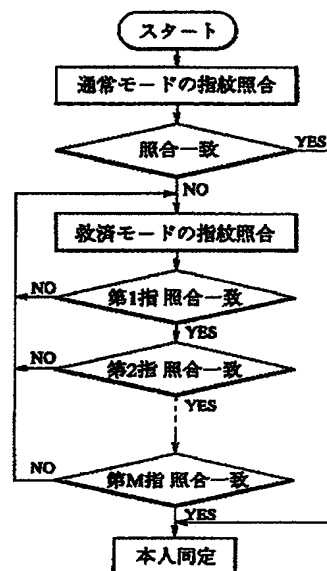 スタート
通常モードの指紋照合
照合一致
YES
NO
救済モードの指紋照合
NO
第1指 照合一致
YES
NO
第2指 照合一致
YES
NO
第M指 照合一致
YES
本人同定